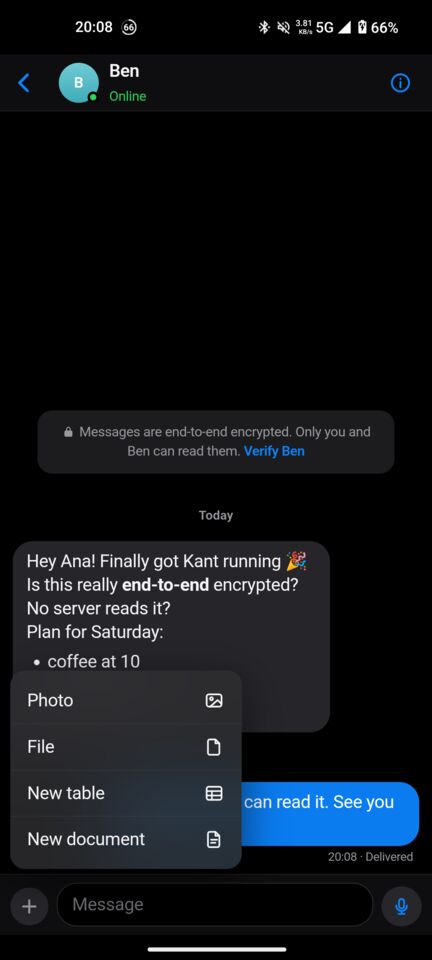 20:08 66 3.81 KB/s 5G 66%
B
Ben
Online
Messages are end-to-end encrypted. Only you and
Ben can read them. Verify Ben
Today
Hey Ana! Finally got Kant running 🎉
Is this really end-to-end encrypted?
No server reads it?
Plan for Saturday:
• coffee at 10
Photo
File
New table
New document
can read it. See you
20:08 · Delivered
Message